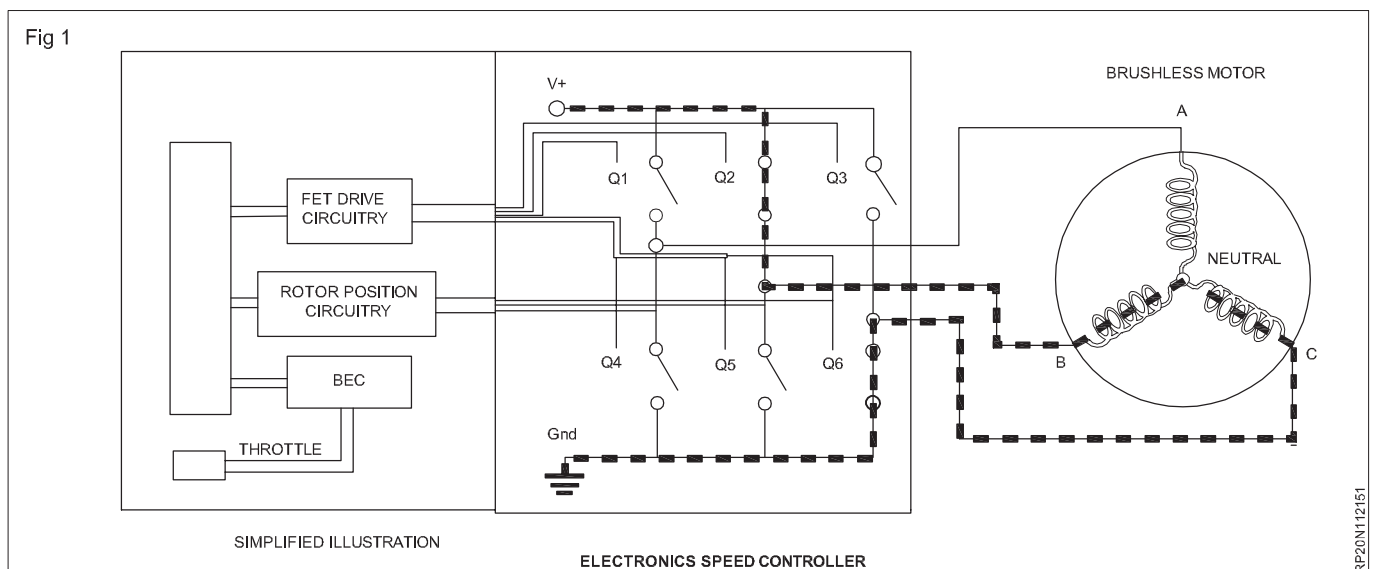 Fig 1
V+
BRUSHLESS MOTOR
A
Q1
Q2
Q3
FET DRIVE
CIRCUITRY
NEUTRAL
ROTOR POSITION
CIRCUITRY
Q4
Q5
Q6
B
C
BEC
Gnd
THROTTLE
SIMPLIFIED ILLUSTRATION
ELECTRONICS SPEED CONTROLLER
RP20N112151